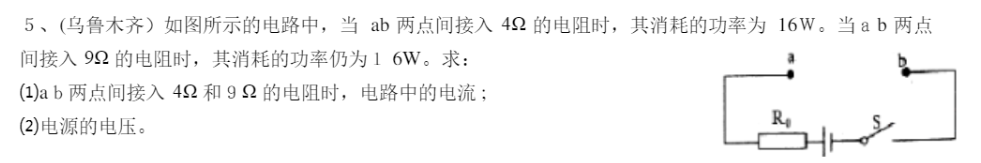 5、(乌鲁木齐）如图所示的电路中，当 ab 两点间接入 4Ω 的电阻时，其消耗的功率为 16W。当 a b 两点
间接入 9Ω 的电阻时，其消耗的功率仍为 1 6W。求：
⑴a b 两点间接入 4Ω 和 9 Ω 的电阻时，电路中的电流；
⑵电源的电压。
a
b
R₀
S